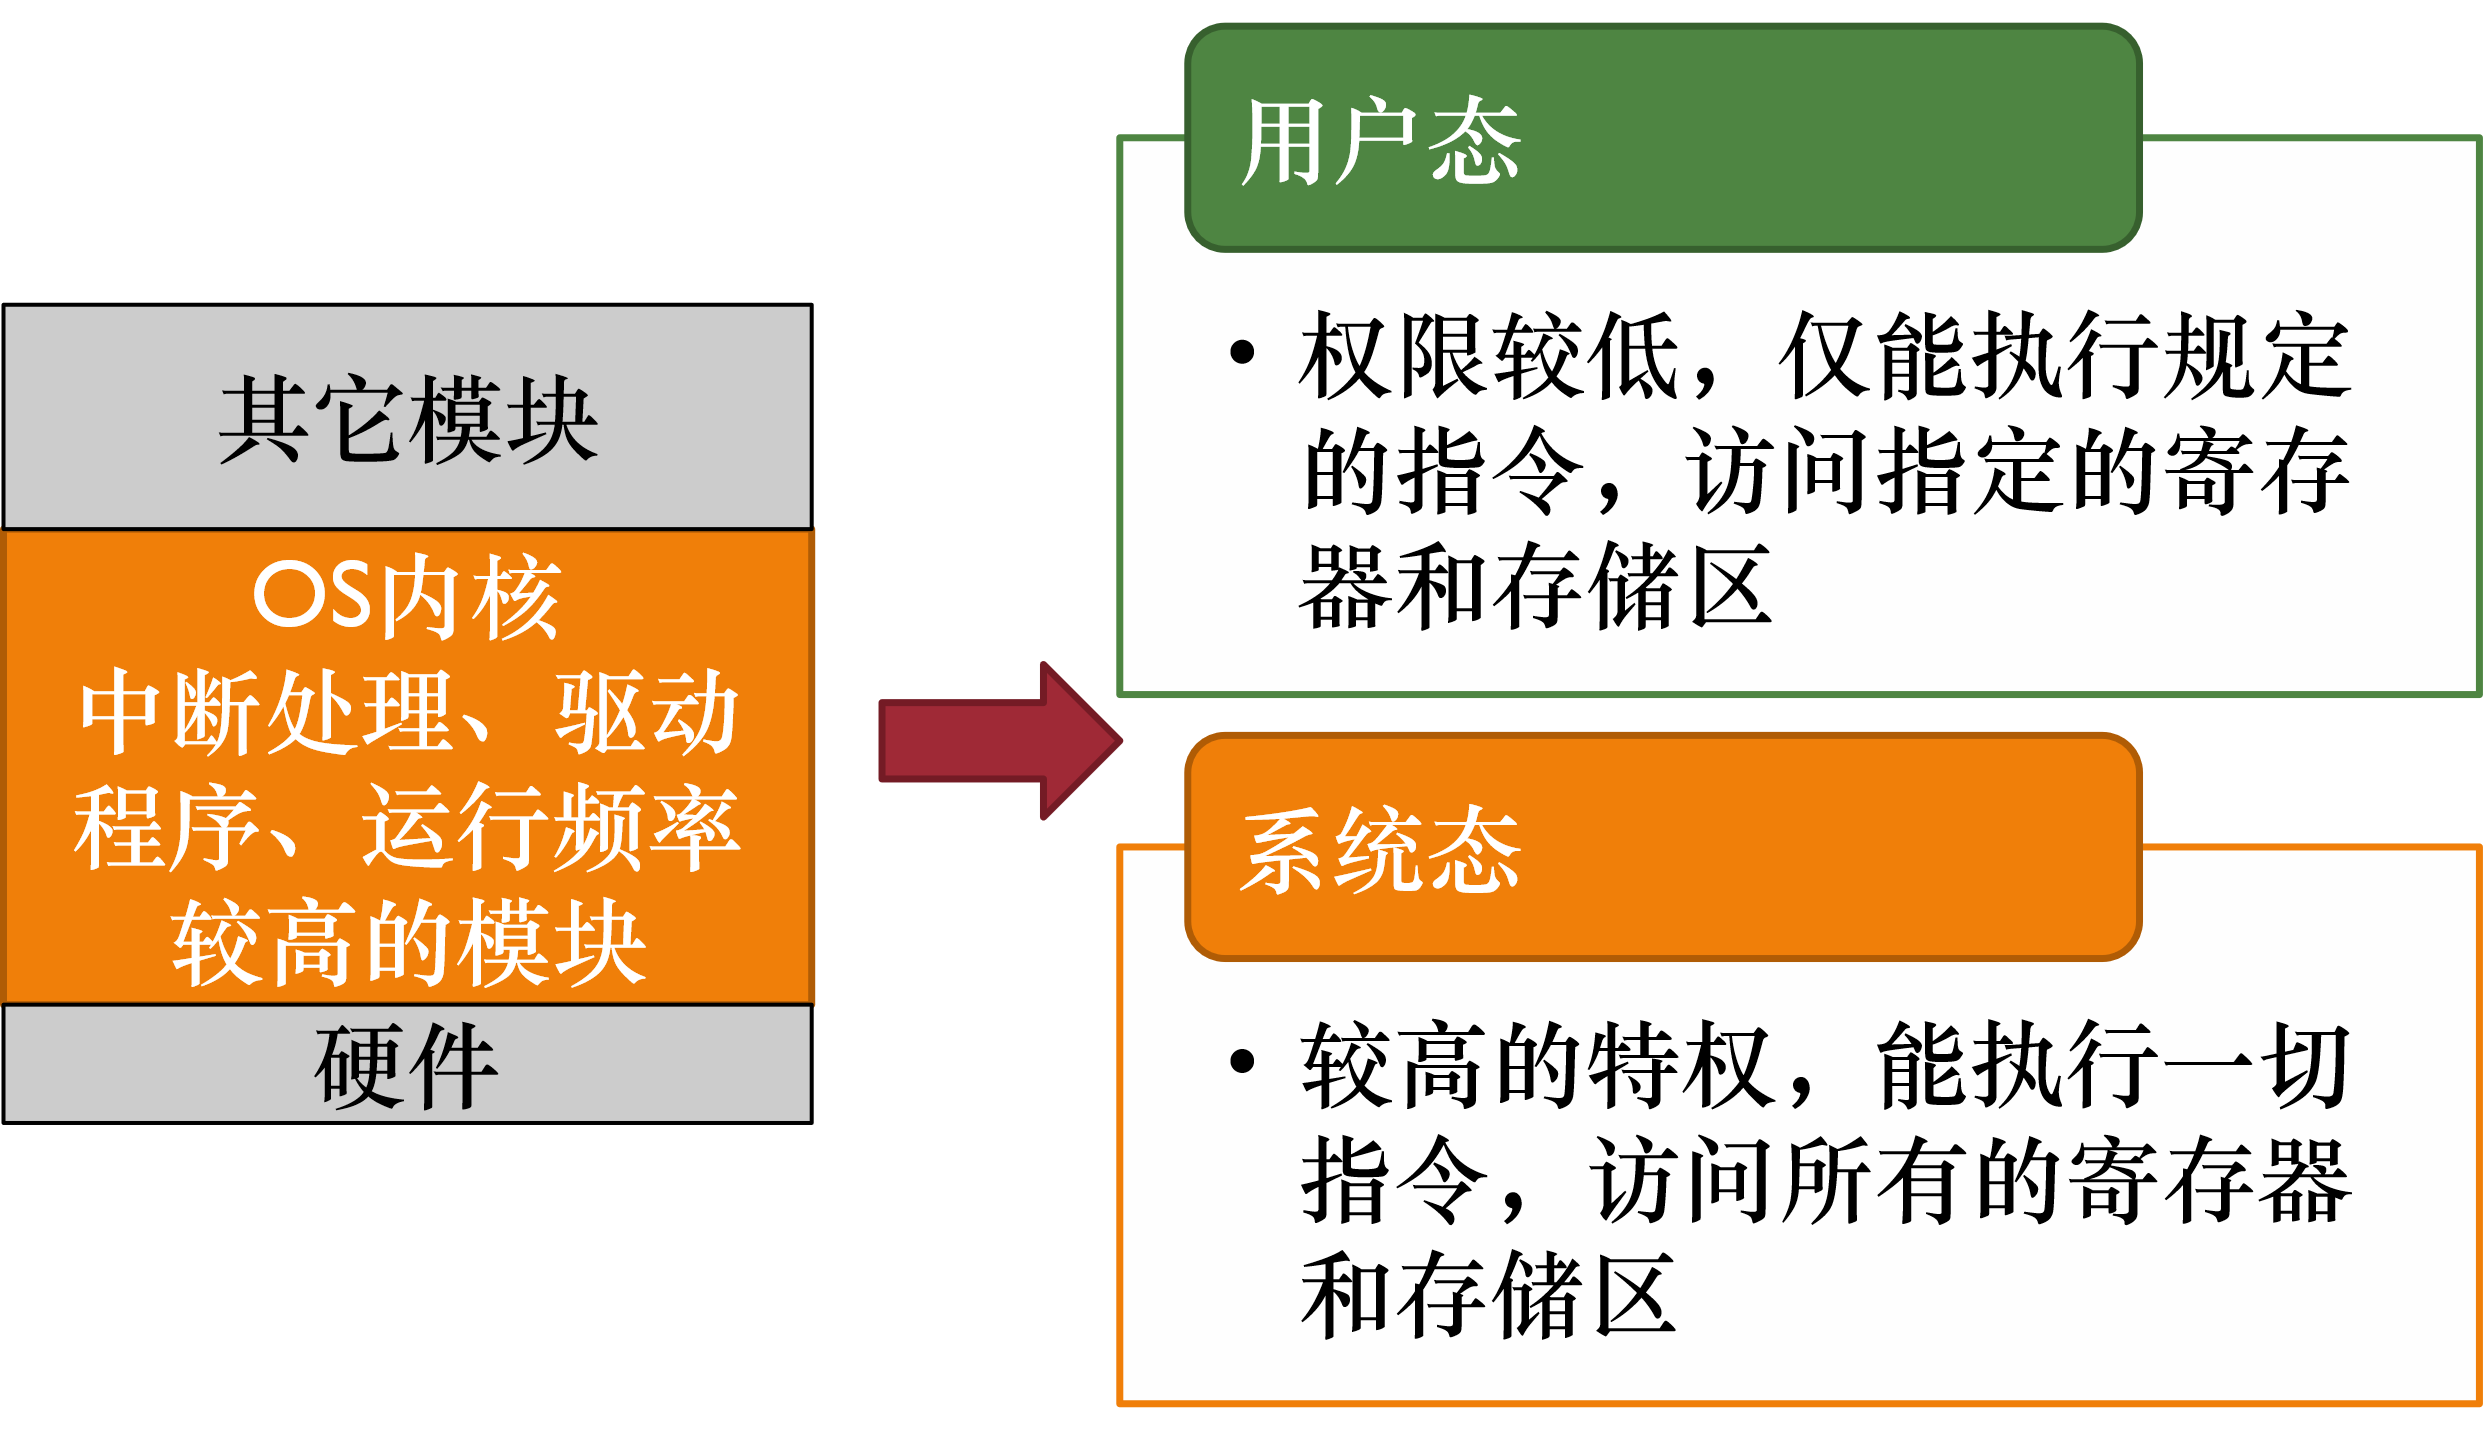 其它模块
OS内核
中断处理、驱动
程序、运行频率
较高的模块
硬件
用户态
• 权限较低，仅能执行规定
的指令，访问指定的寄存
器和存储区
系统态
• 较高的特权，能执行一切
指令，访问所有的寄存器
和存储区